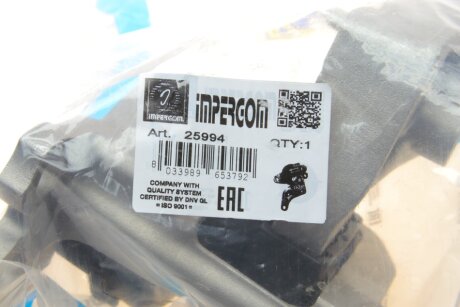 IMPERGOM
IMPERGOM
Art. 25994
QTY:1
8 033989 653792
COMPANY WITH
QUALITY SYSTEM
CERTIFIED BY DNV GL
= ISO 9001 =
EAC